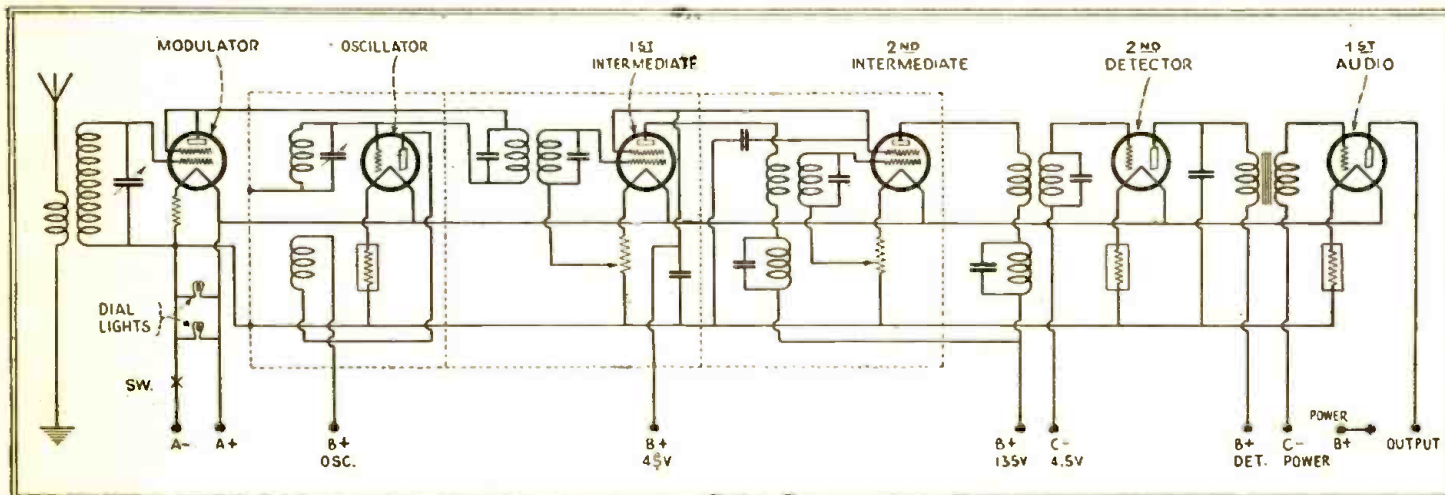 MODULATOR
OSCILLATOR
1ST
INTERMEDIATE
2ND
INTERMEDIATE
2ND
DETECTOR
1ST
AUDIO
DIAL
LIGHTS
SW.
A-
A+
B+
OSC.
B+
45V
B+
135V
C-
4.5V
B+
DET.
C-
POWER
POWER
B+
OUTPUT